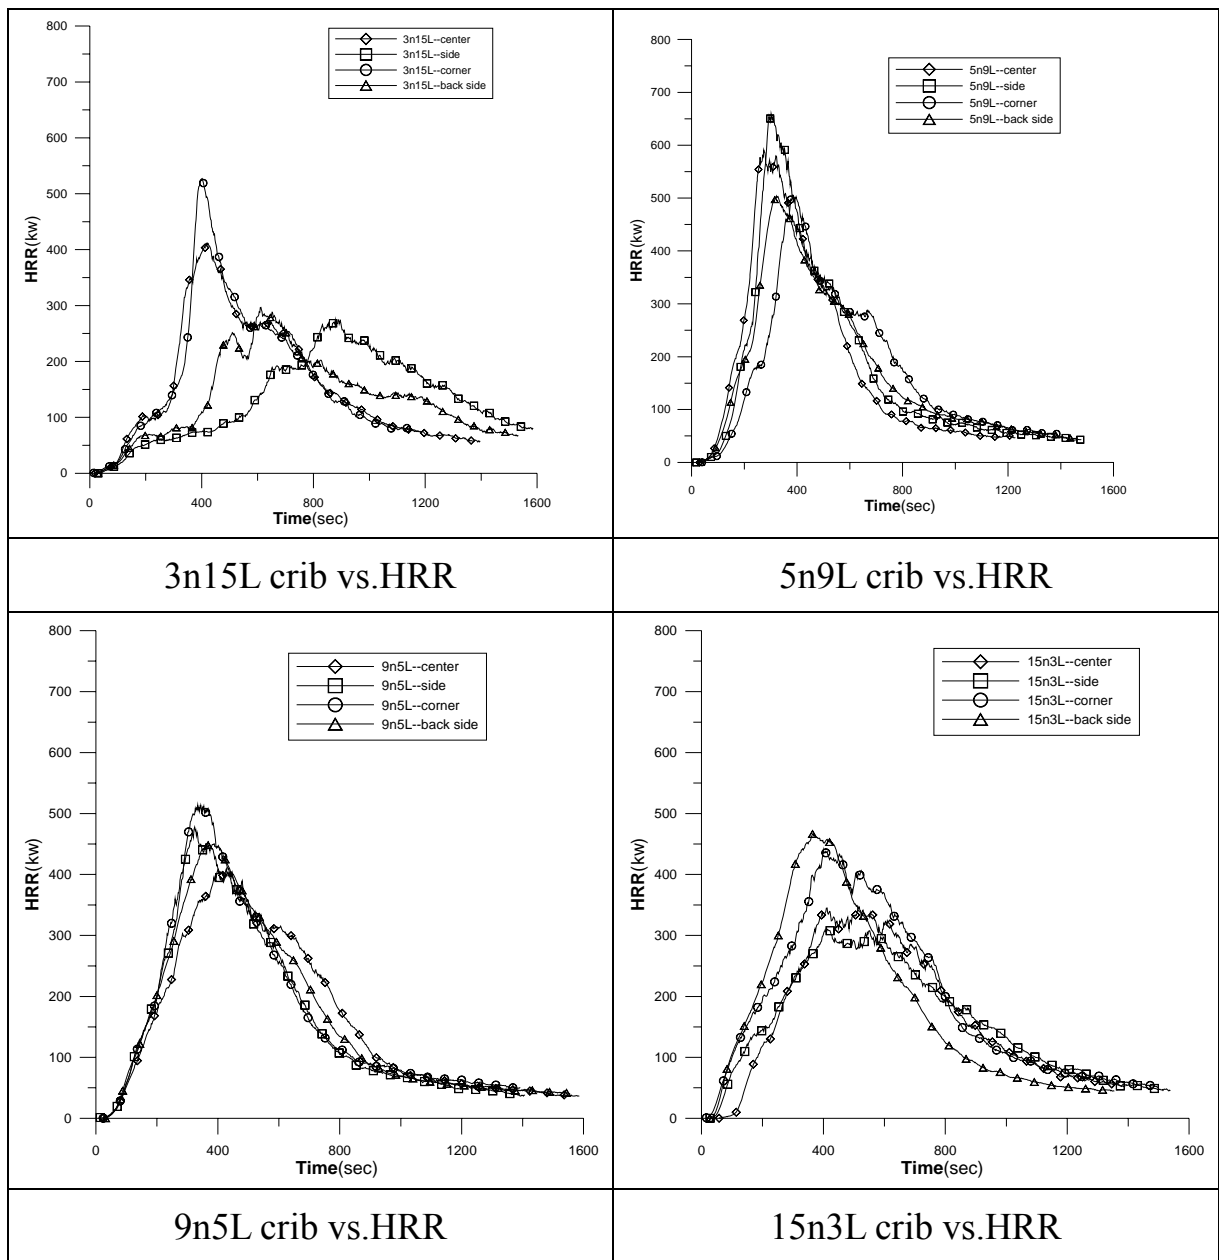 800
700
600
500
400
300
200
100
0
HRR(kw)
0 400 800 1200 1600
Time(sec)
3n15L--center
3n15L--side
3n15L--corner
3n15L--back side
3n15L crib vs.HRR
800
700
600
500
400
300
200
100
0
HRR(kw)
0 400 800 1200 1600
Time(sec)
5n9L--center
5n9L--side
5n9L--corner
5n9L--back side
5n9L crib vs.HRR
800
700
600
500
400
300
200
100
0
HRR(kw)
0 400 800 1200 1600
Time(sec)
9n5L--center
9n5L--side
9n5L--corner
9n5L--back side
9n5L crib vs.HRR
800
700
600
500
400
300
200
100
0
HRR(kw)
0 400 800 1200 1600
Time(sec)
15n3L--center
15n3L--side
15n3L--corner
15n3L--back side
15n3L crib vs.HRR